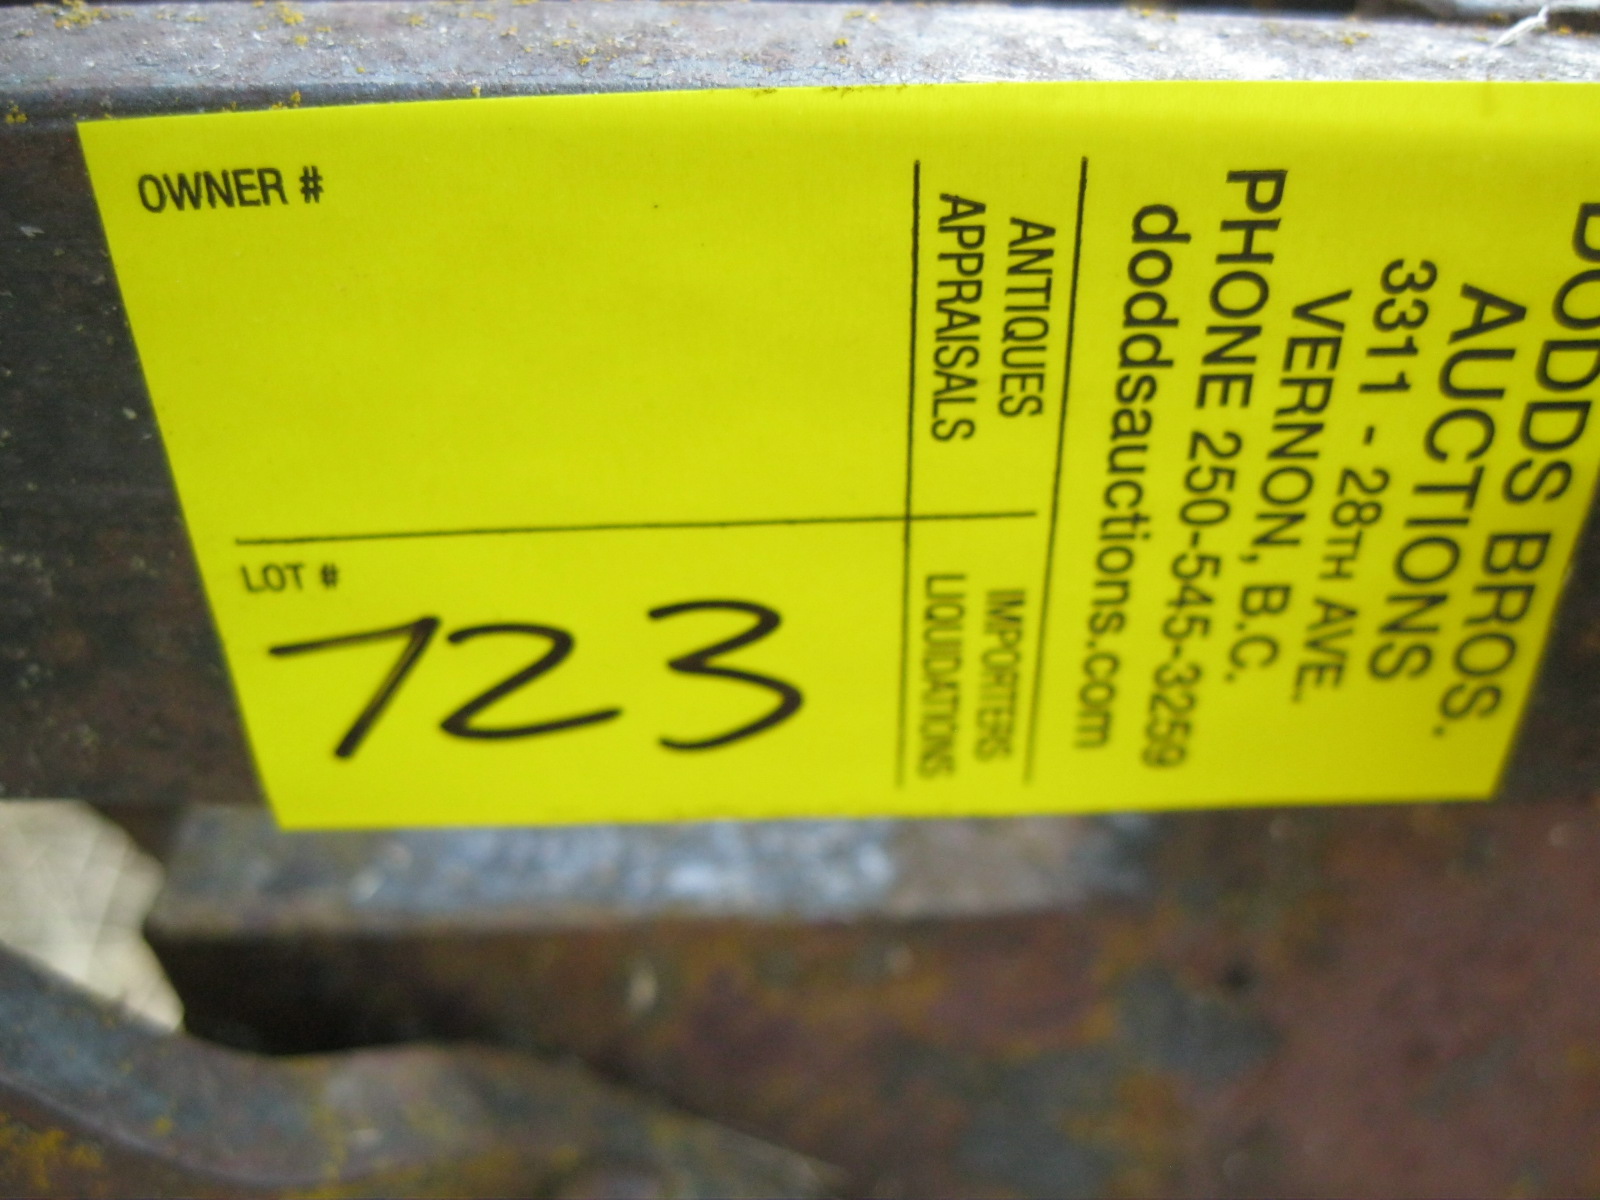 OWNER #
LOT #
723
DODDS BROS.
AUCTIONS
3311 - 28TH AVE.
VERNON, B.C.
PHONE 250-545-3259
doddsauctions.com
ANTIQUES
APPRAISALS
IMPORTERS
LIQUIDATIONS